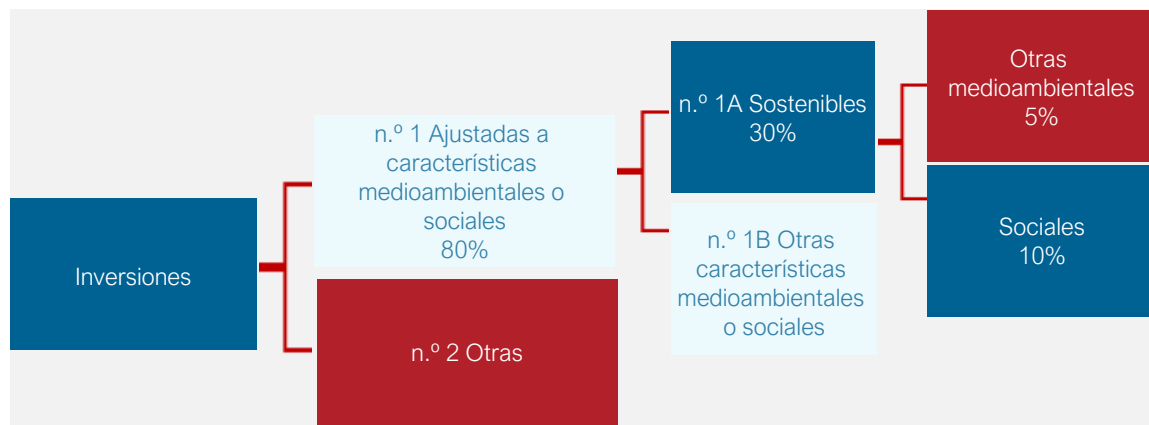 Inversiones
n.º 1 Ajustadas a
características
medioambientales o
sociales
80%
n.º 2 Otras
n.º 1A Sostenibles
30%
n.º 1B Otras
características
medioambientales
o sociales
Otras
medioambientales
5%
Sociales
10%